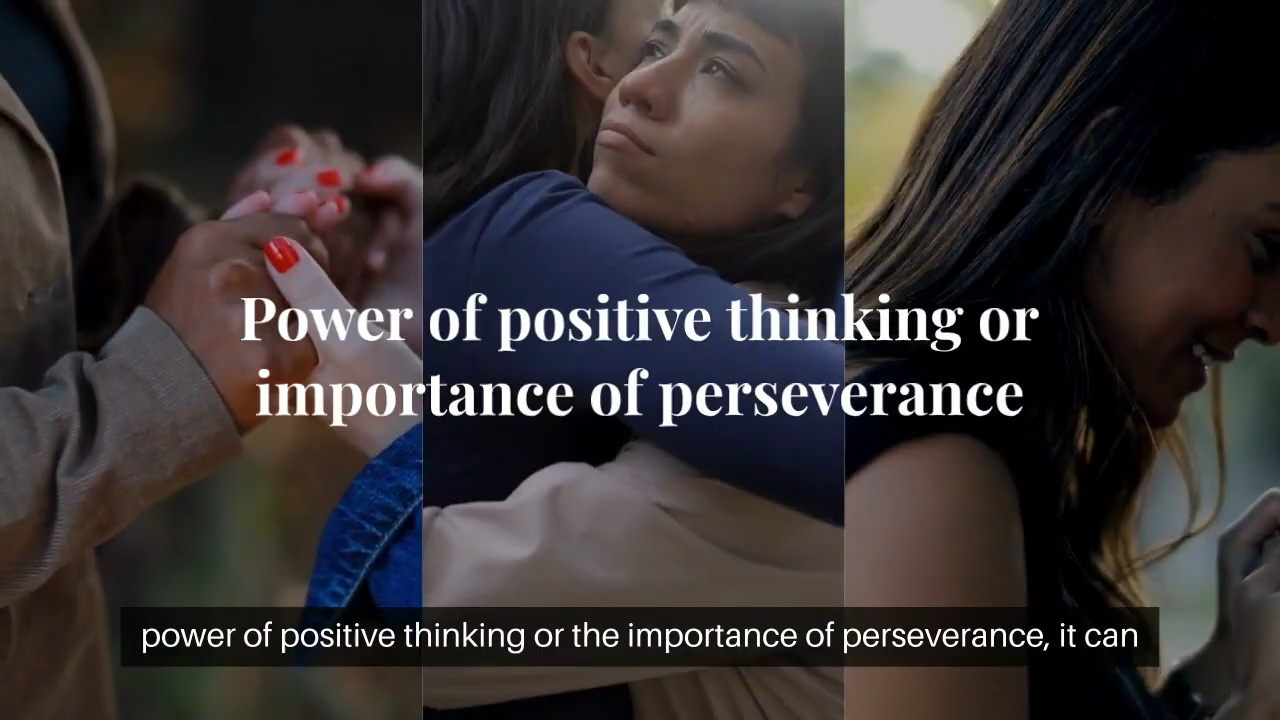 Power of positive thinking or
importance of perseverance
power of positive thinking or the importance of perseverance, it can